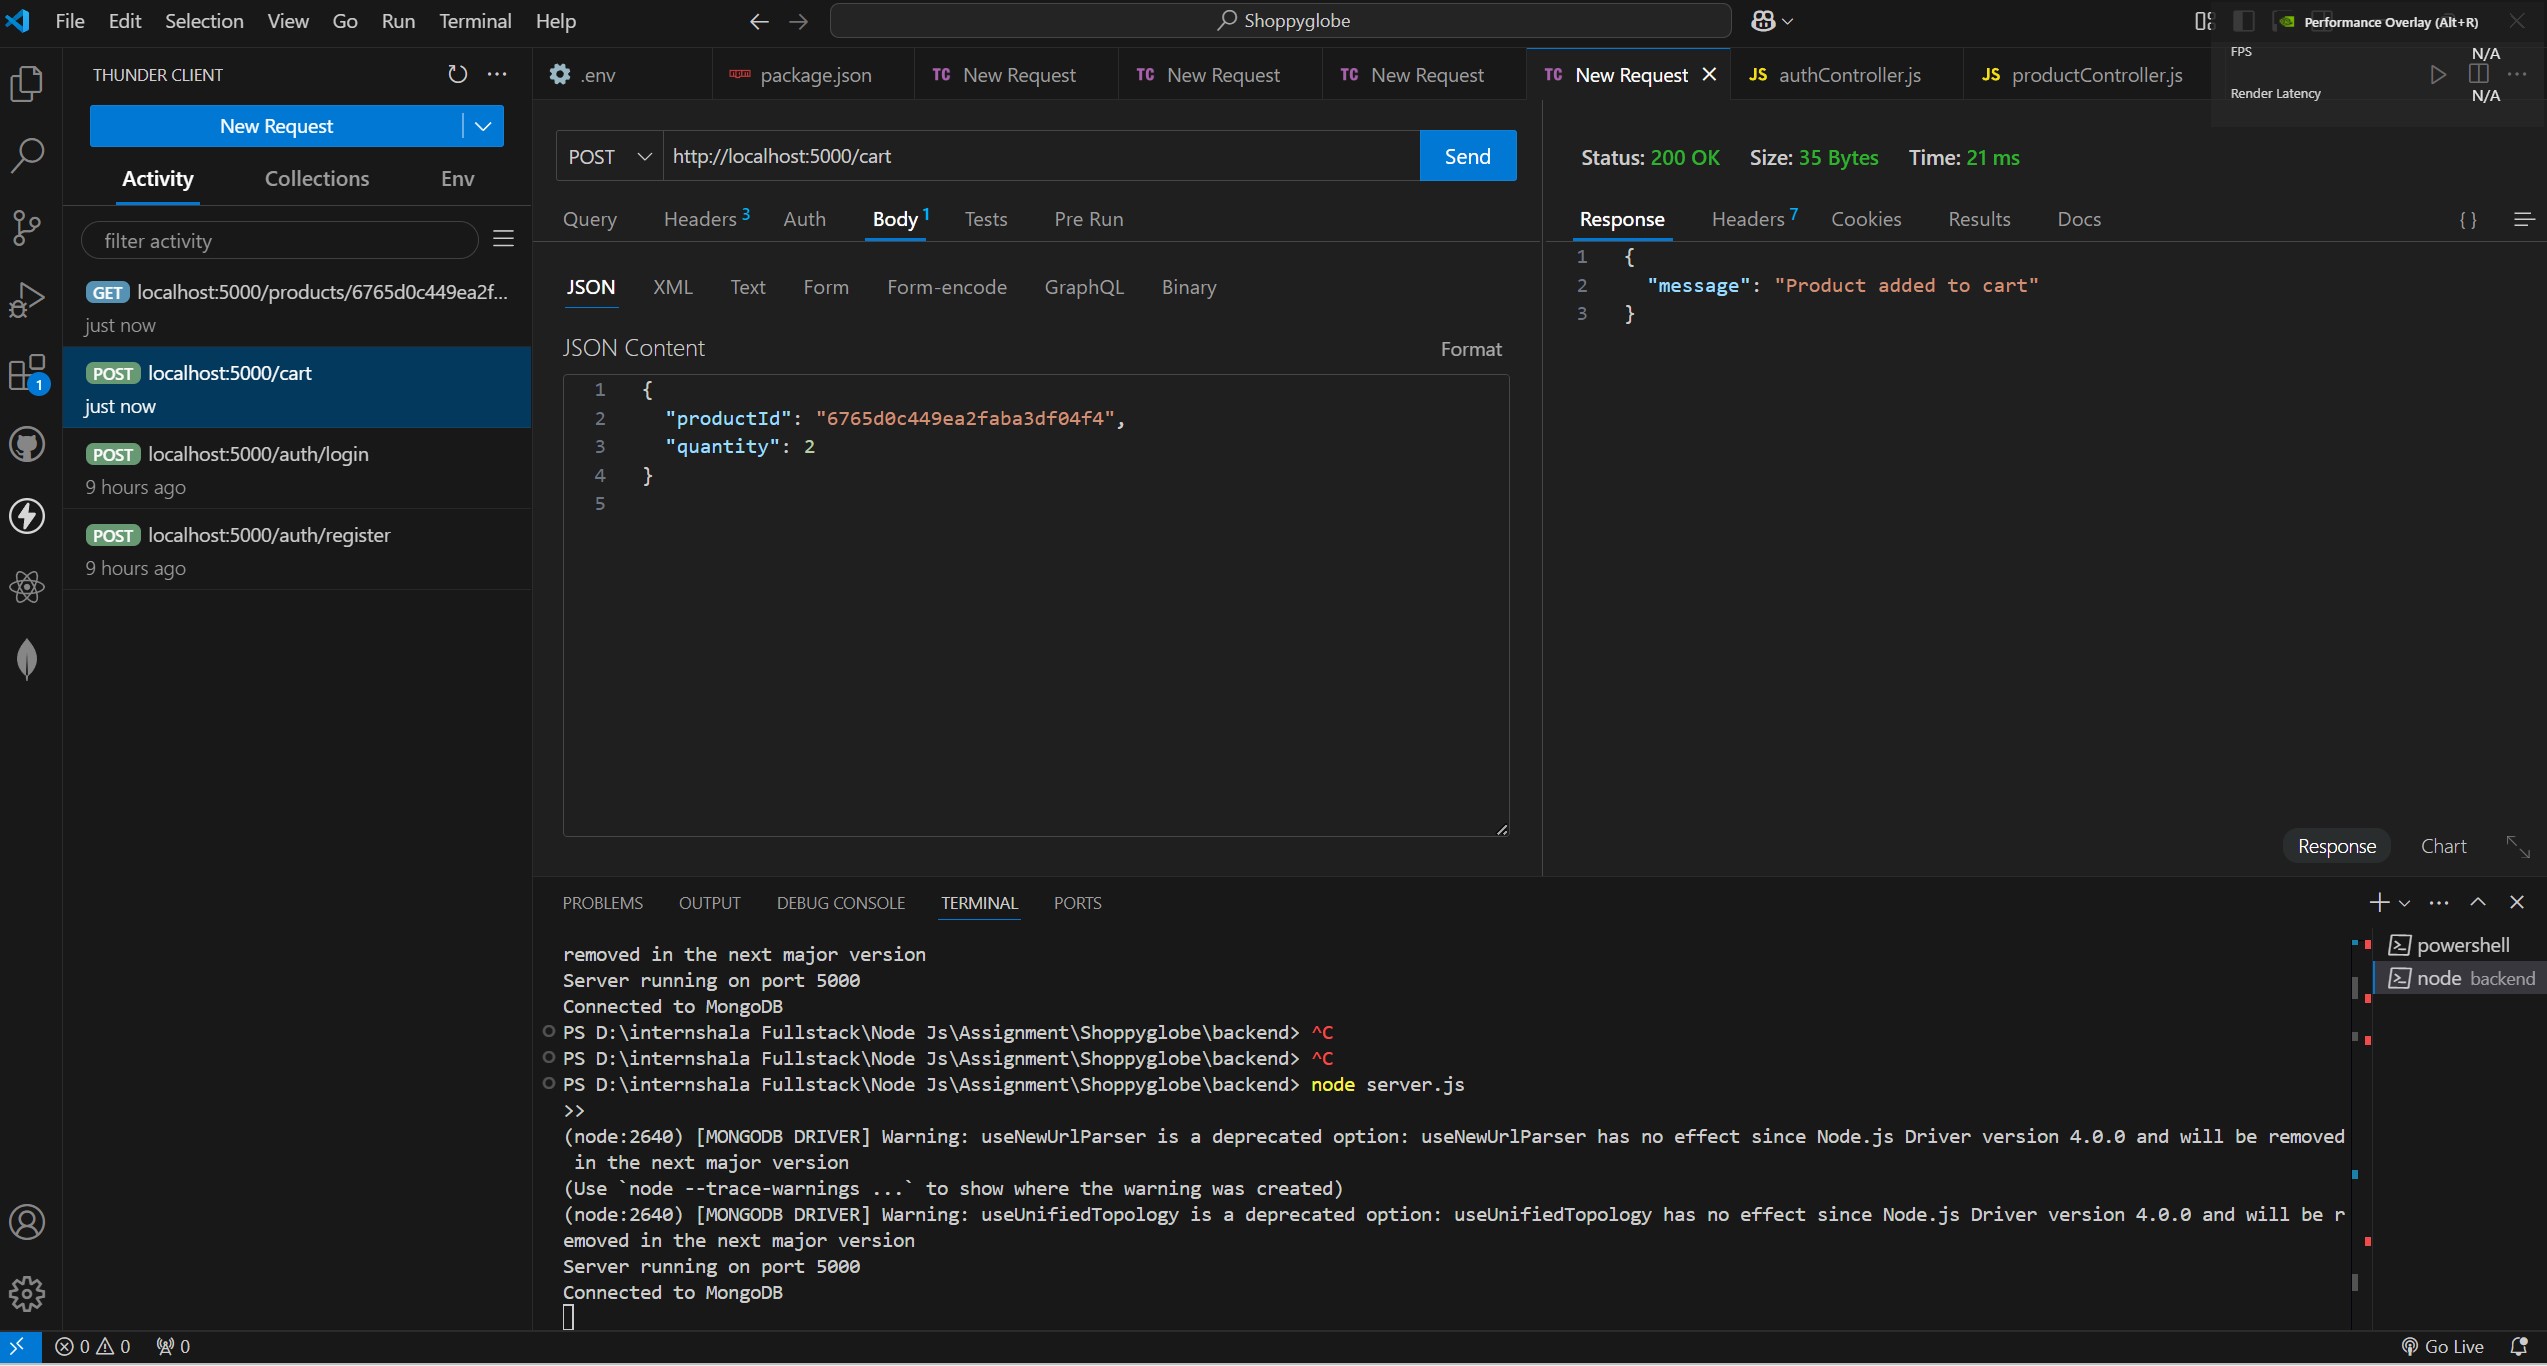 File Edit Selection View Go Run Terminal Help
Shoppyglobe
Performance Overlay (Alt+R)
FPS N/A
Render Latency N/A
THUNDER CLIENT
New Request
Activity Collections Env
filter activity
GET localhost:5000/products/6765d0c449ea2f...
just now
POST localhost:5000/cart
just now
POST localhost:5000/auth/login
9 hours ago
POST localhost:5000/auth/register
9 hours ago
1
.env
package.json
TC New Request
TC New Request
TC New Request
TC New Request
JS authController.js
JS productController.js
POST http://localhost:5000/cart Send
Query Headers 3 Auth Body 1 Tests Pre Run
JSON XML Text Form Form-encode GraphQL Binary
JSON Content Format
1 {
2 "productId": "6765d0c449ea2faba3df04f4",
3 "quantity": 2
4 }
5
Status: 200 OK Size: 35 Bytes Time: 21 ms
Response Headers 7 Cookies Results Docs { }
1 {
2 "message": "Product added to cart"
3 }
Response Chart
PROBLEMS OUTPUT DEBUG CONSOLE TERMINAL PORTS
removed in the next major version
Server running on port 5000
Connected to MongoDB
PS D:\internshala Fullstack\Node Js\Assignment\Shoppyglobe\backend> ^C
PS D:\internshala Fullstack\Node Js\Assignment\Shoppyglobe\backend> ^C
PS D:\internshala Fullstack\Node Js\Assignment\Shoppyglobe\backend> node server.js
>>
(node:2640) [MONGODB DRIVER] Warning: useNewUrlParser is a deprecated option: useNewUrlParser has no effect since Node.js Driver version 4.0.0 and will be removed
in the next major version
(Use `node --trace-warnings ...` to show where the warning was created)
(node:2640) [MONGODB DRIVER] Warning: useUnifiedTopology is a deprecated option: useUnifiedTopology has no effect since Node.js Driver version 4.0.0 and will be r
emoved in the next major version
Server running on port 5000
Connected to MongoDB
powershell
node backend
0 0 0
Go Live